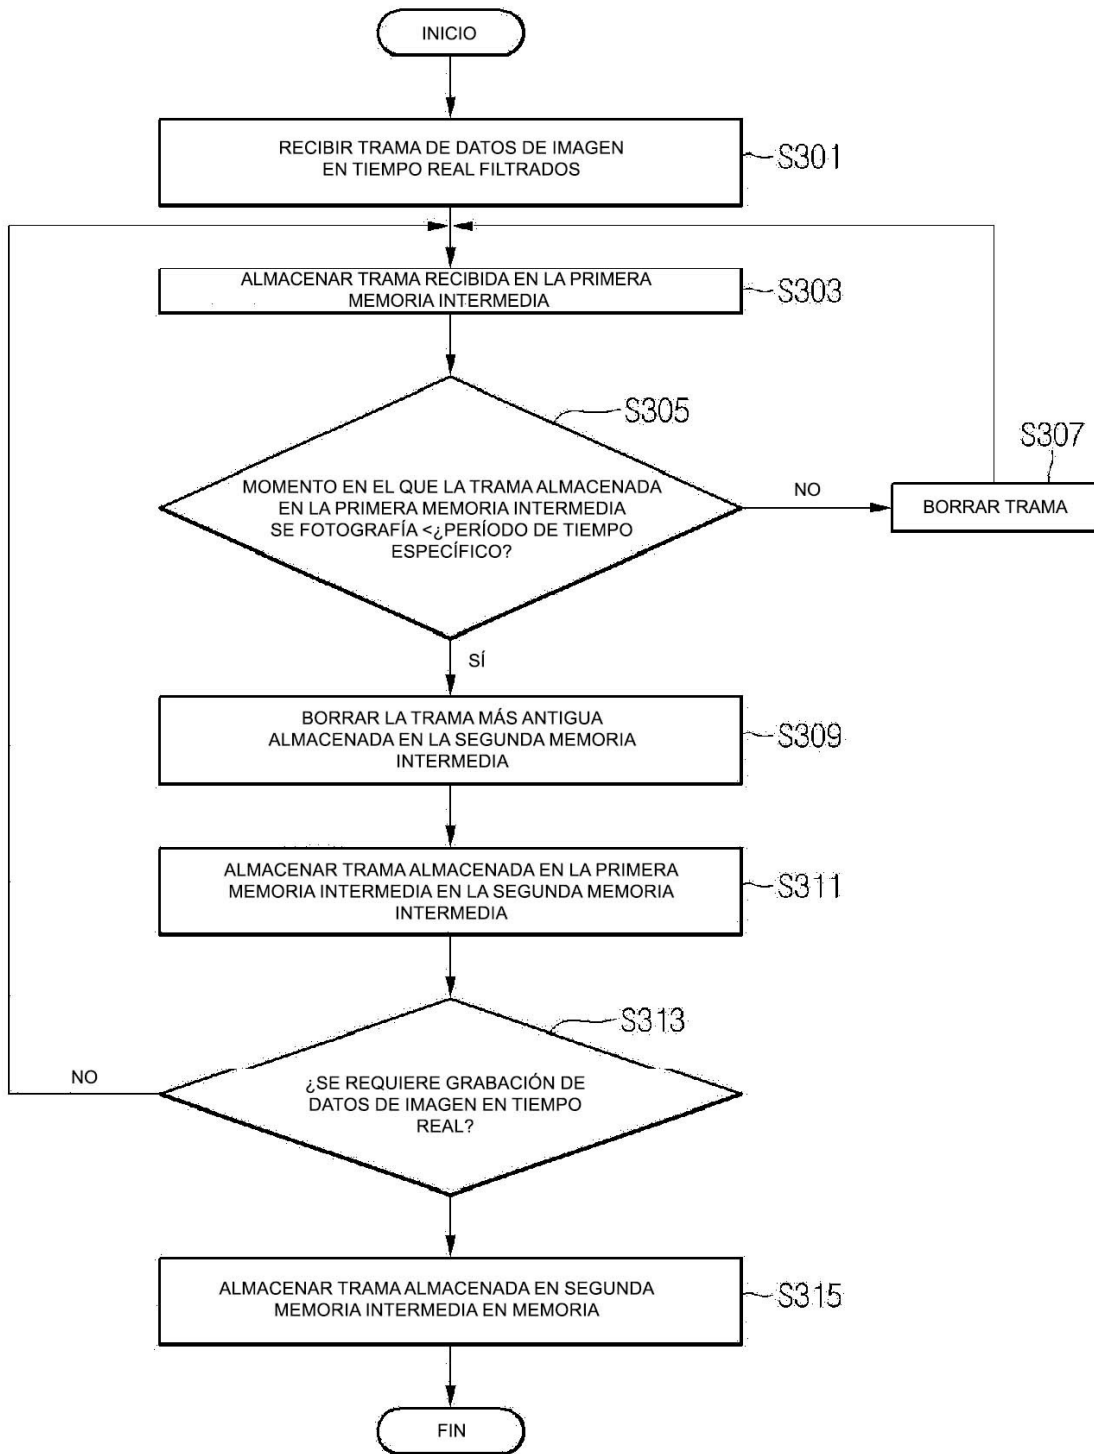 INICIO
RECIBIR TRAMA DE DATOS DE IMAGEN
EN TIEMPO REAL FILTRADOS
S301
ALMACENAR TRAMA RECIBIDA EN LA PRIMERA
MEMORIA INTERMEDIA
S303
S305
MOMENTO EN EL QUE LA TRAMA ALMACENADA
EN LA PRIMERA MEMORIA INTERMEDIA
SE FOTOGRAFÍA <¿PERÍODO DE TIEMPO
ESPECÍFICO?
NO
S307
BORRAR TRAMA
SÍ
BORRAR LA TRAMA MÁS ANTIGUA
ALMACENADA EN LA SEGUNDA MEMORIA
INTERMEDIA
S309
ALMACENAR TRAMA ALMACENADA EN LA PRIMERA
MEMORIA INTERMEDIA EN LA SEGUNDA MEMORIA
INTERMEDIA
S311
S313
NO
¿SE REQUIERE GRABACIÓN DE
DATOS DE IMAGEN EN TIEMPO
REAL?
ALMACENAR TRAMA ALMACENADA EN SEGUNDA
MEMORIA INTERMEDIA EN MEMORIA
S315
FIN